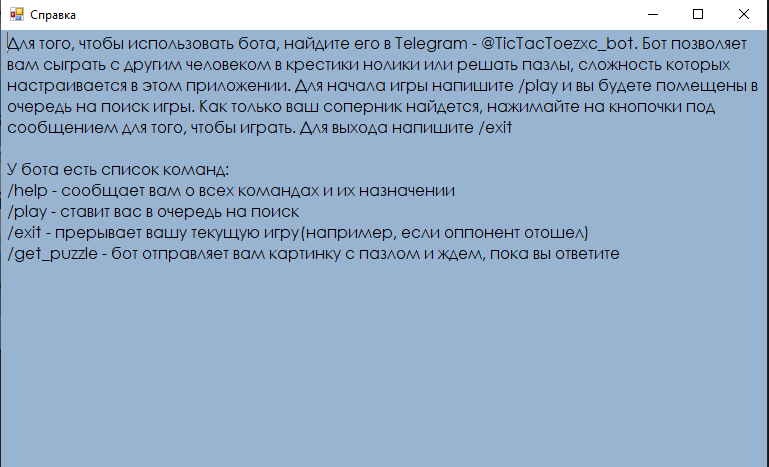 Справка
Для того, чтобы использовать бота, найдите его в Telegram - @TicTacToezxc_bot. Бот позволяет
вам сыграть с другим человеком в крестики нолики или решать пазлы, сложность которых
настраивается в этом приложении. Для начала игры напишите /play и вы будете помещены в
очередь на поиск игры. Как только ваш соперник найдется, нажимайте на кнопочки под
сообщением для того, чтобы играть. Для выхода напишите /exit
У бота есть список команд:
/help - сообщает вам о всех командах и их назначении
/play - ставит вас в очередь на поиск
/exit - прерывает вашу текущую игру(например, если оппонент отошел)
/get_puzzle - бот отправляет вам картинку с пазлом и ждем, пока вы ответите